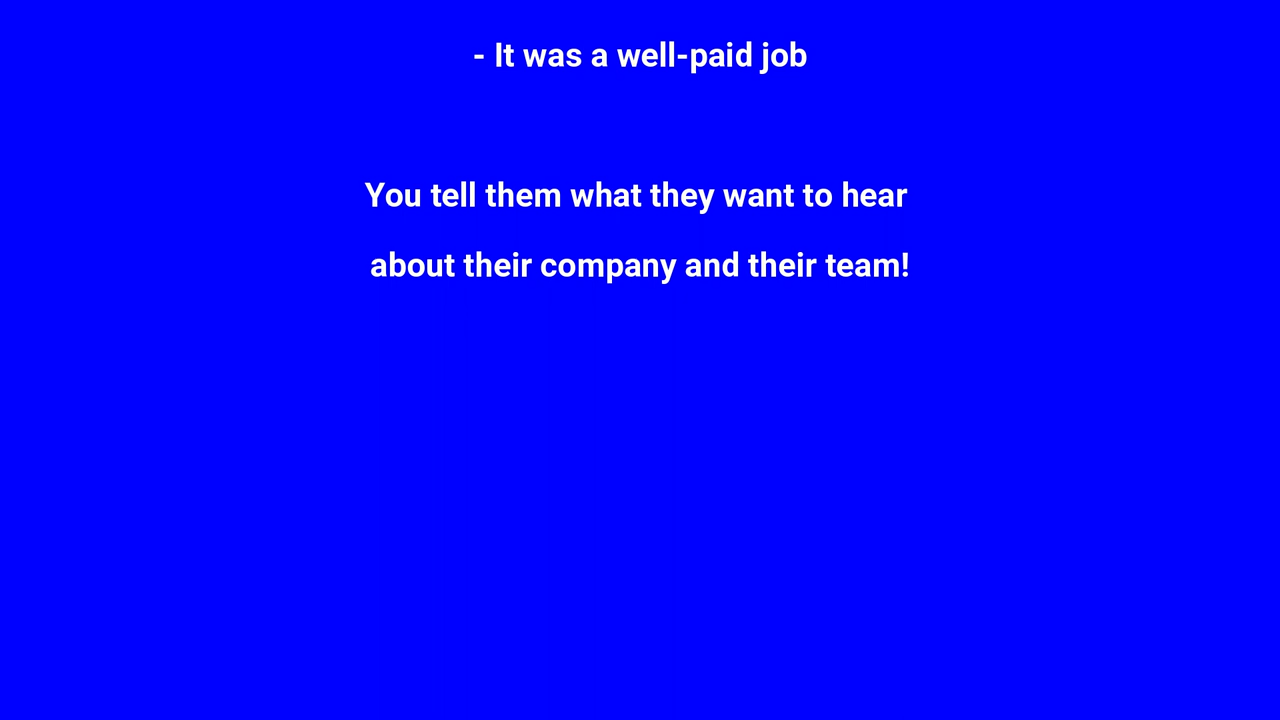 - It was a well-paid job
You tell them what they want to hear
about their company and their team!